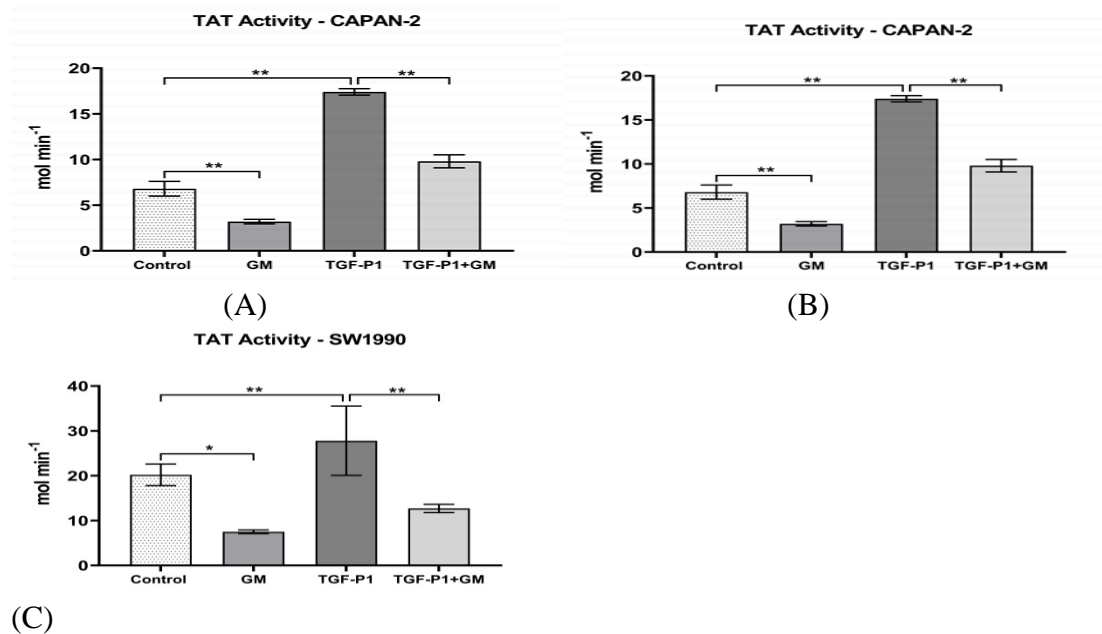 TAT Activity - CAPAN-2
20
15
10
5
0
mol min-1
**
**
**
Control GM TGF-P1 TGF-P1+GM
(A)
TAT Activity - CAPAN-2
20
15
10
5
0
mol min-1
**
**
**
Control GM TGF-P1 TGF-P1+GM
(B)
TAT Activity - SW1990
40
30
20
10
0
mol min-1
**
**
*
Control GM TGF-P1 TGF-P1+GM
(C)